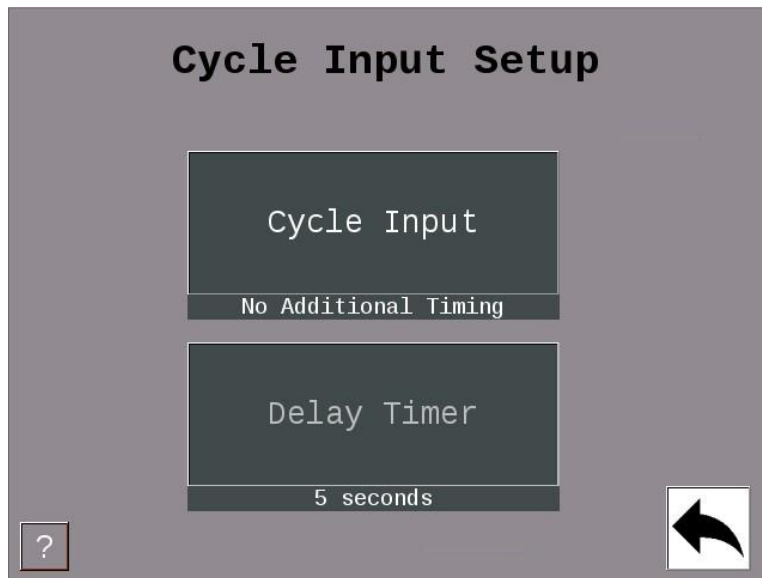 Cycle Input Setup
Cycle Input
No Additional Timing
Delay Timer
5 seconds
?